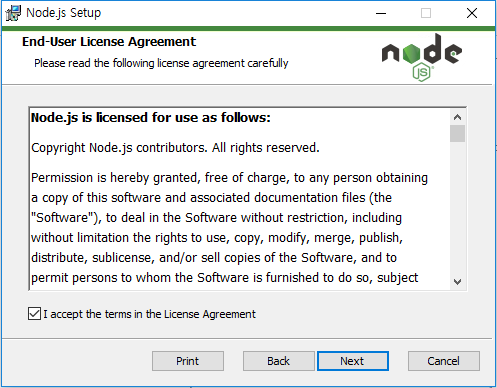 Node.js Setup
End-User License Agreement
Please read the following license agreement carefully
node
JS
Node.js is licensed for use as follows:
Copyright Node.js contributors. All rights reserved.
Permission is hereby granted, free of charge, to any person obtaining
a copy of this software and associated documentation files (the
"Software"), to deal in the Software without restriction, including
without limitation the rights to use, copy, modify, merge, publish,
distribute, sublicense, and/or sell copies of the Software, and to
permit persons to whom the Software is furnished to do so, subject
I accept the terms in the License Agreement
Print
Back
Next
Cancel